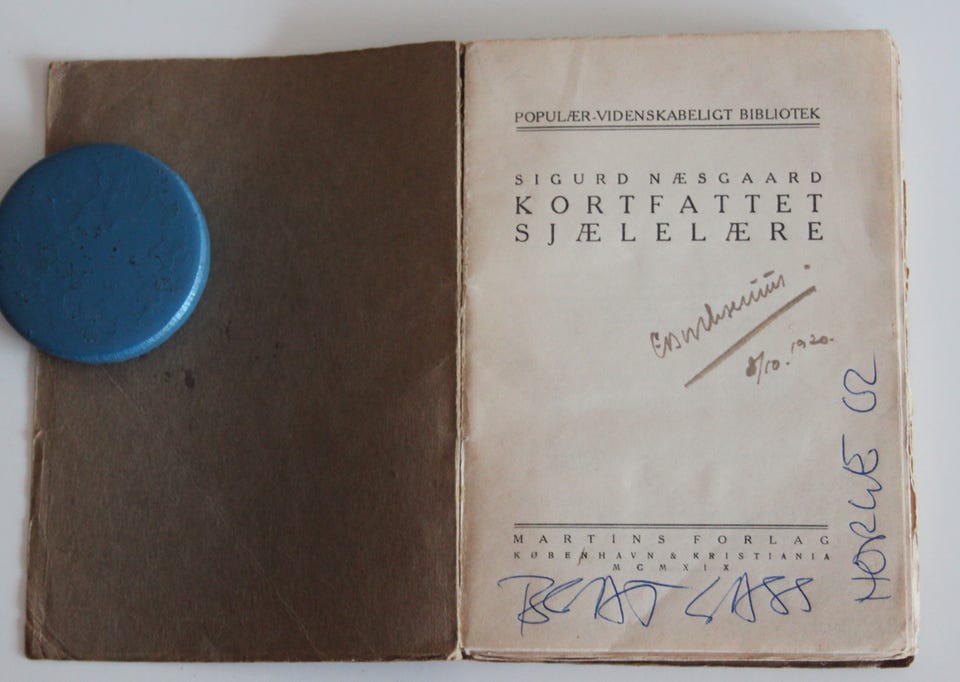 POPULÆR-VIDENSKABELIGT BIBLIOTEK
SIGURD NÆSGAARD
KORTFATTET
SJÆLELÆRE
8/10. 1920.
MARTINS FORLAG
KØBENHAVN & KRISTIANIA
MCMXIX